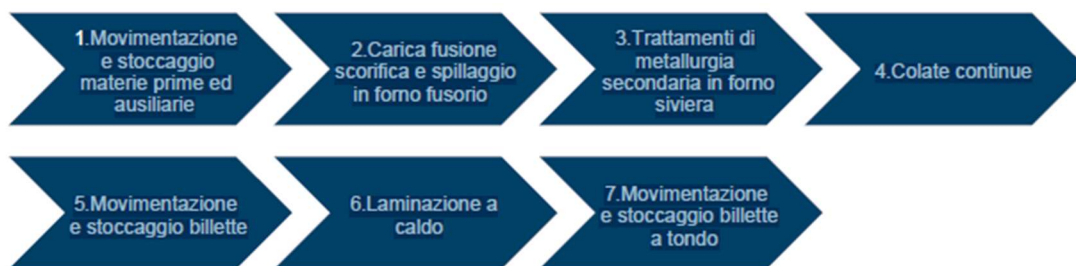 1.Movimentazione
e stoccaggio
materie prime ed
ausiliarie
2.Carica fusione
scorifica e spillaggio
in forno fusorio
3.Trattamenti di
metallurgia
secondaria in forno
siviera
4.Colate continue
5.Movimentazione
e stoccaggio billette
6.Laminazione a
caldo
7.Movimentazione
e stoccaggio billette
a tondo